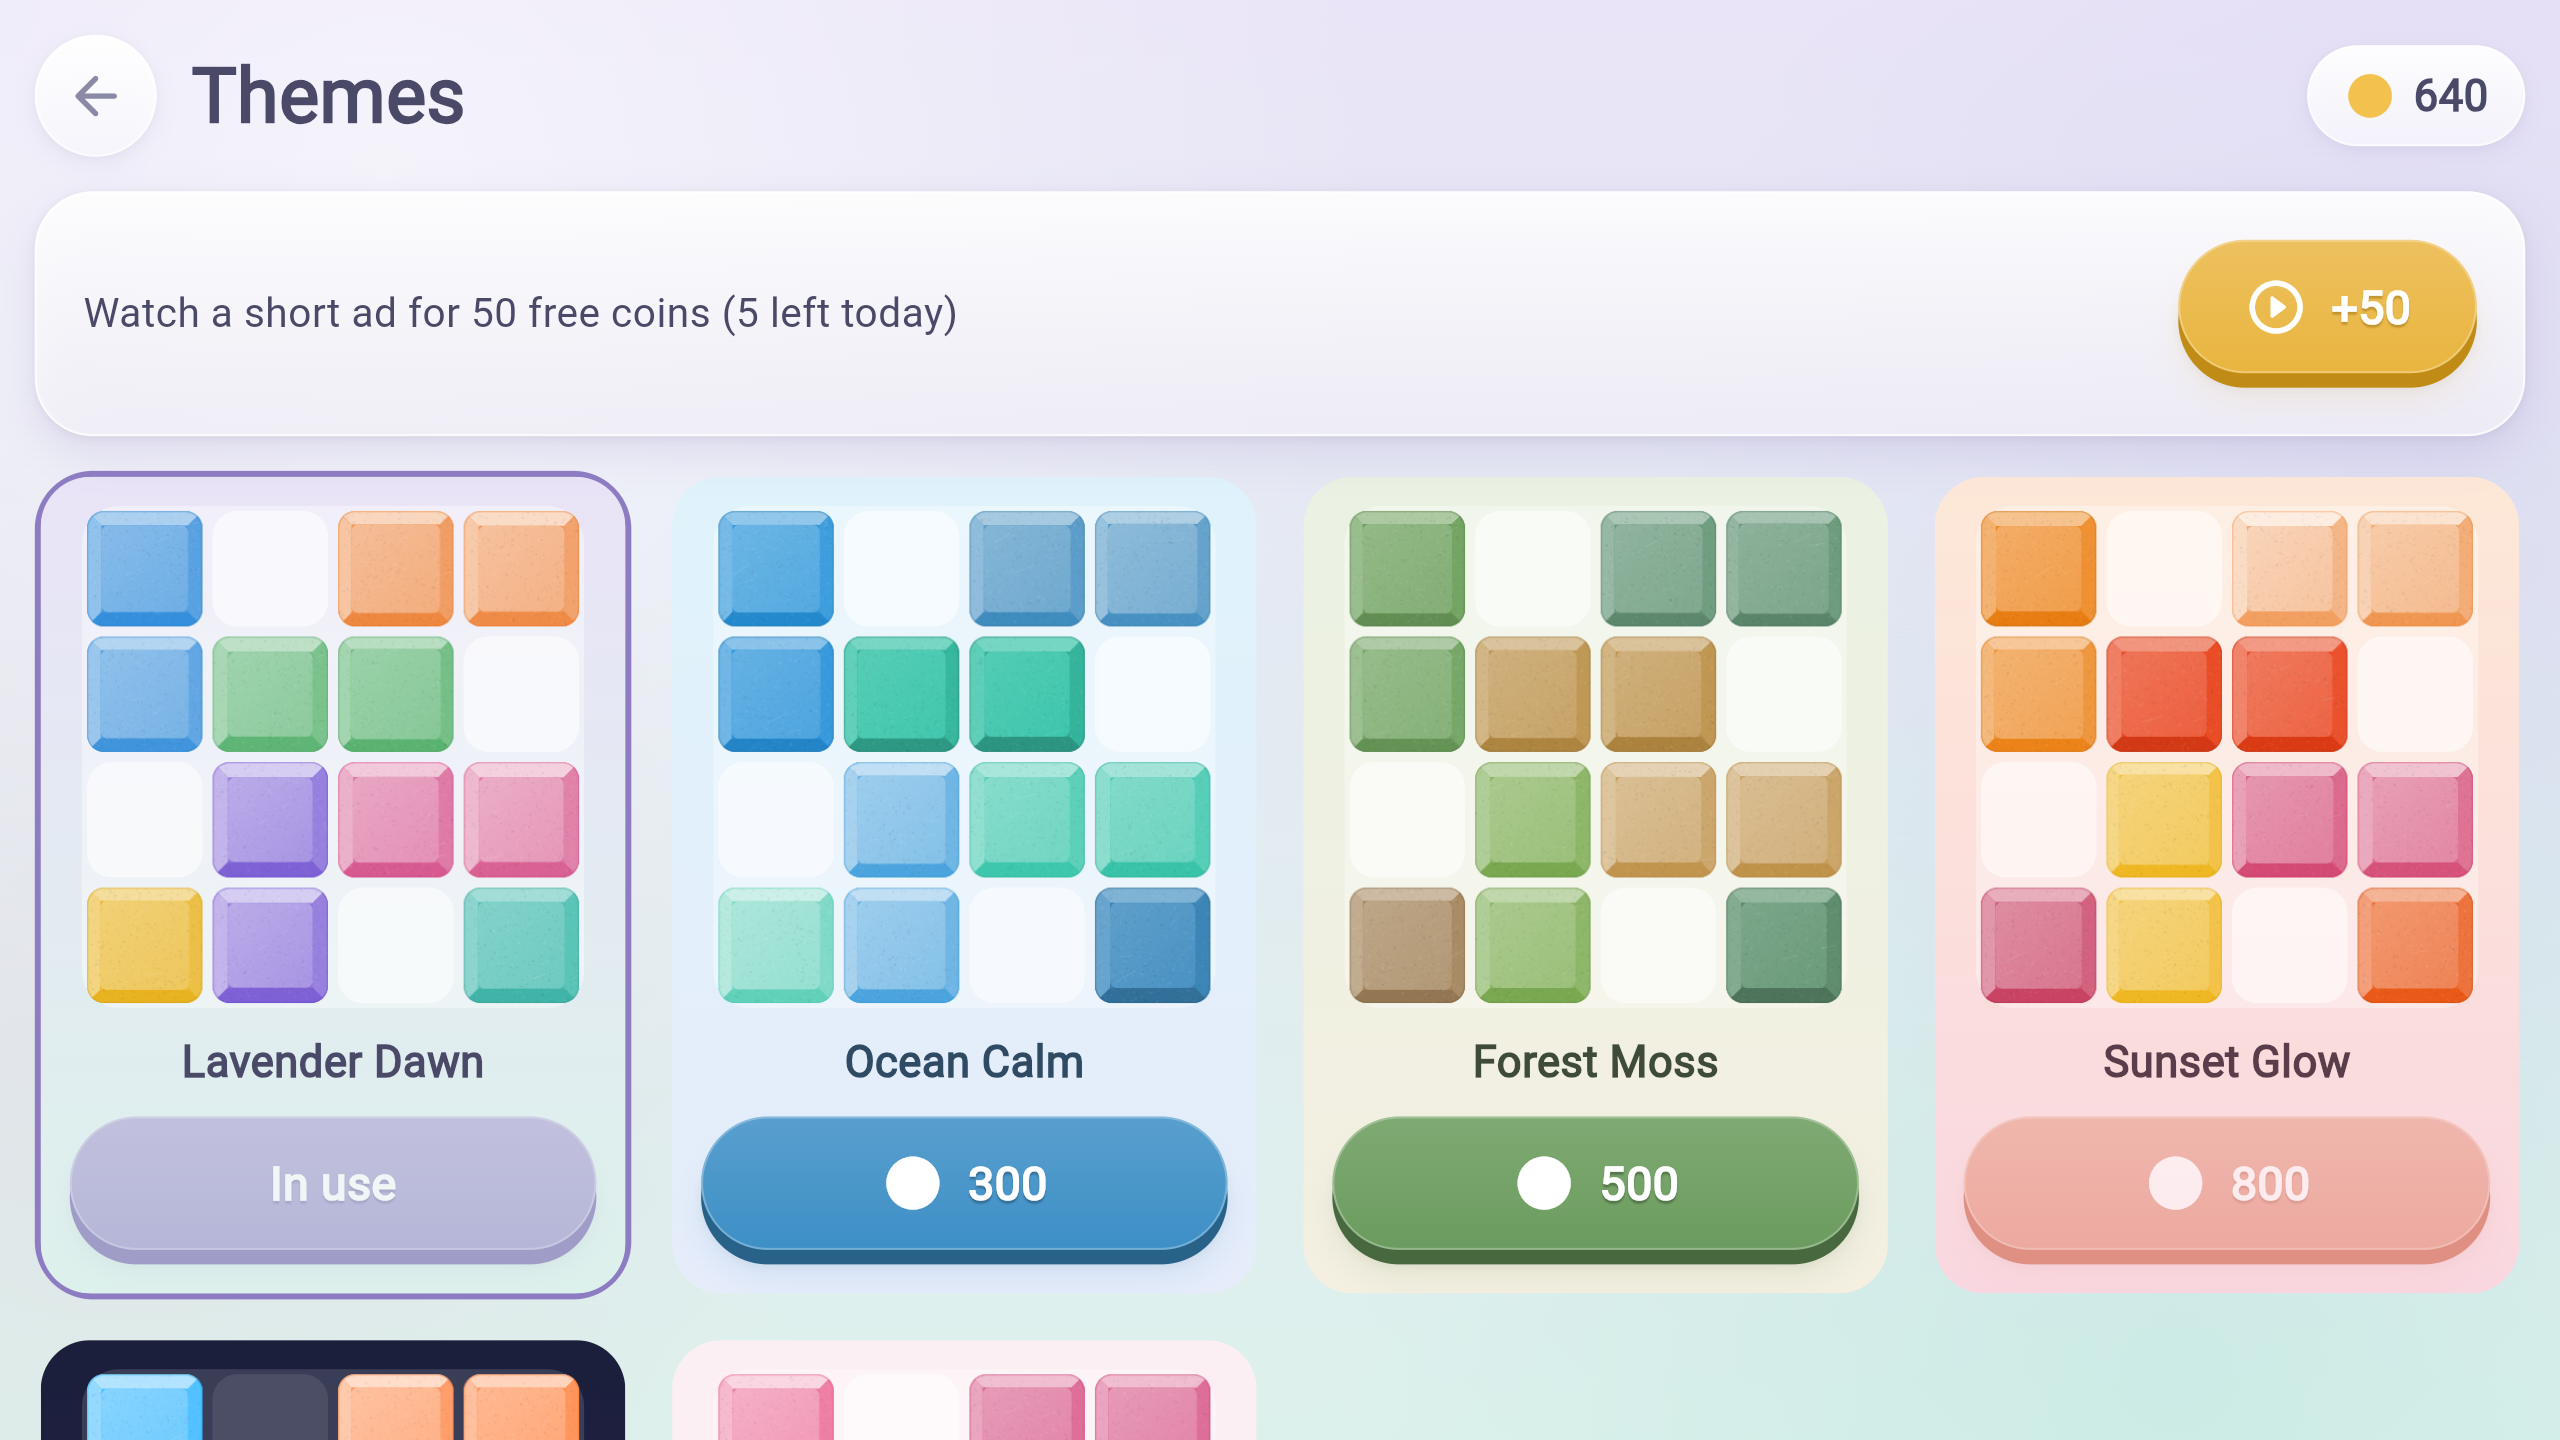 Themes
640
Watch a short ad for 50 free coins (5 left today)
+50
Lavender Dawn
Ocean Calm
Forest Moss
Sunset Glow
In use
300
500
800